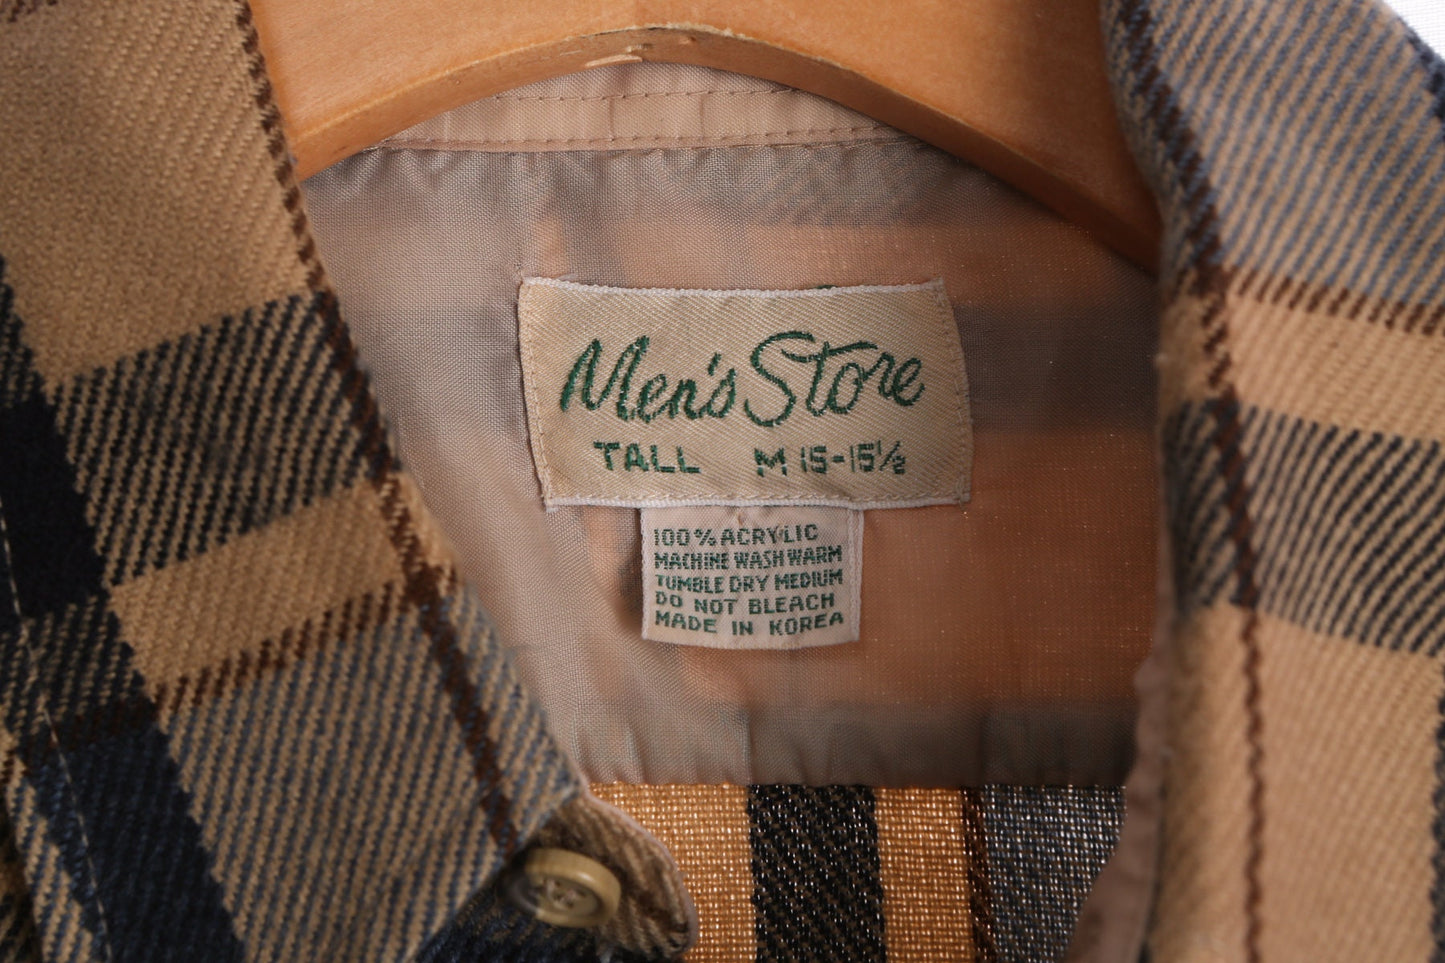 Men's Store
TALL M 15-15½
100% ACRYLIC
MACHINE WASH WARM
TUMBLE DRY MEDIUM
DO NOT BLEACH
MADE IN KOREA